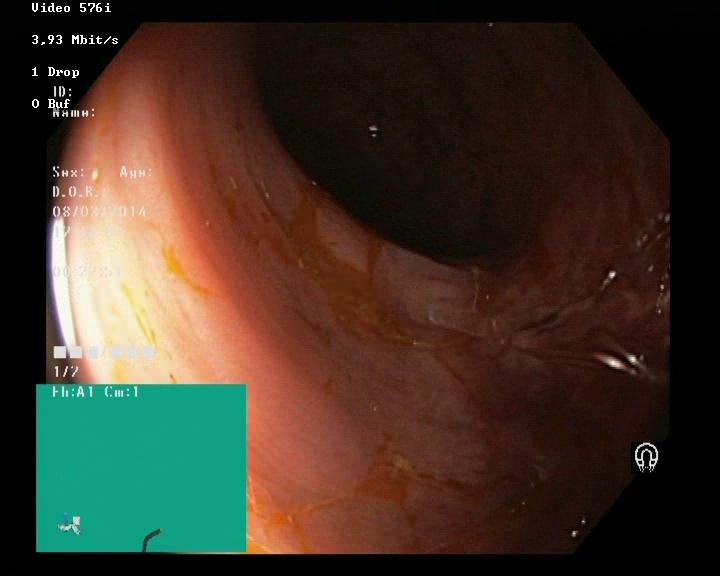 Video 576i
3,93 Mbit/s
1 Drop
ID:
0 Buf
Name:
Sex: Age:
D.O.R.:
08/03/2014
1/2
Fh:A1 Cm:1